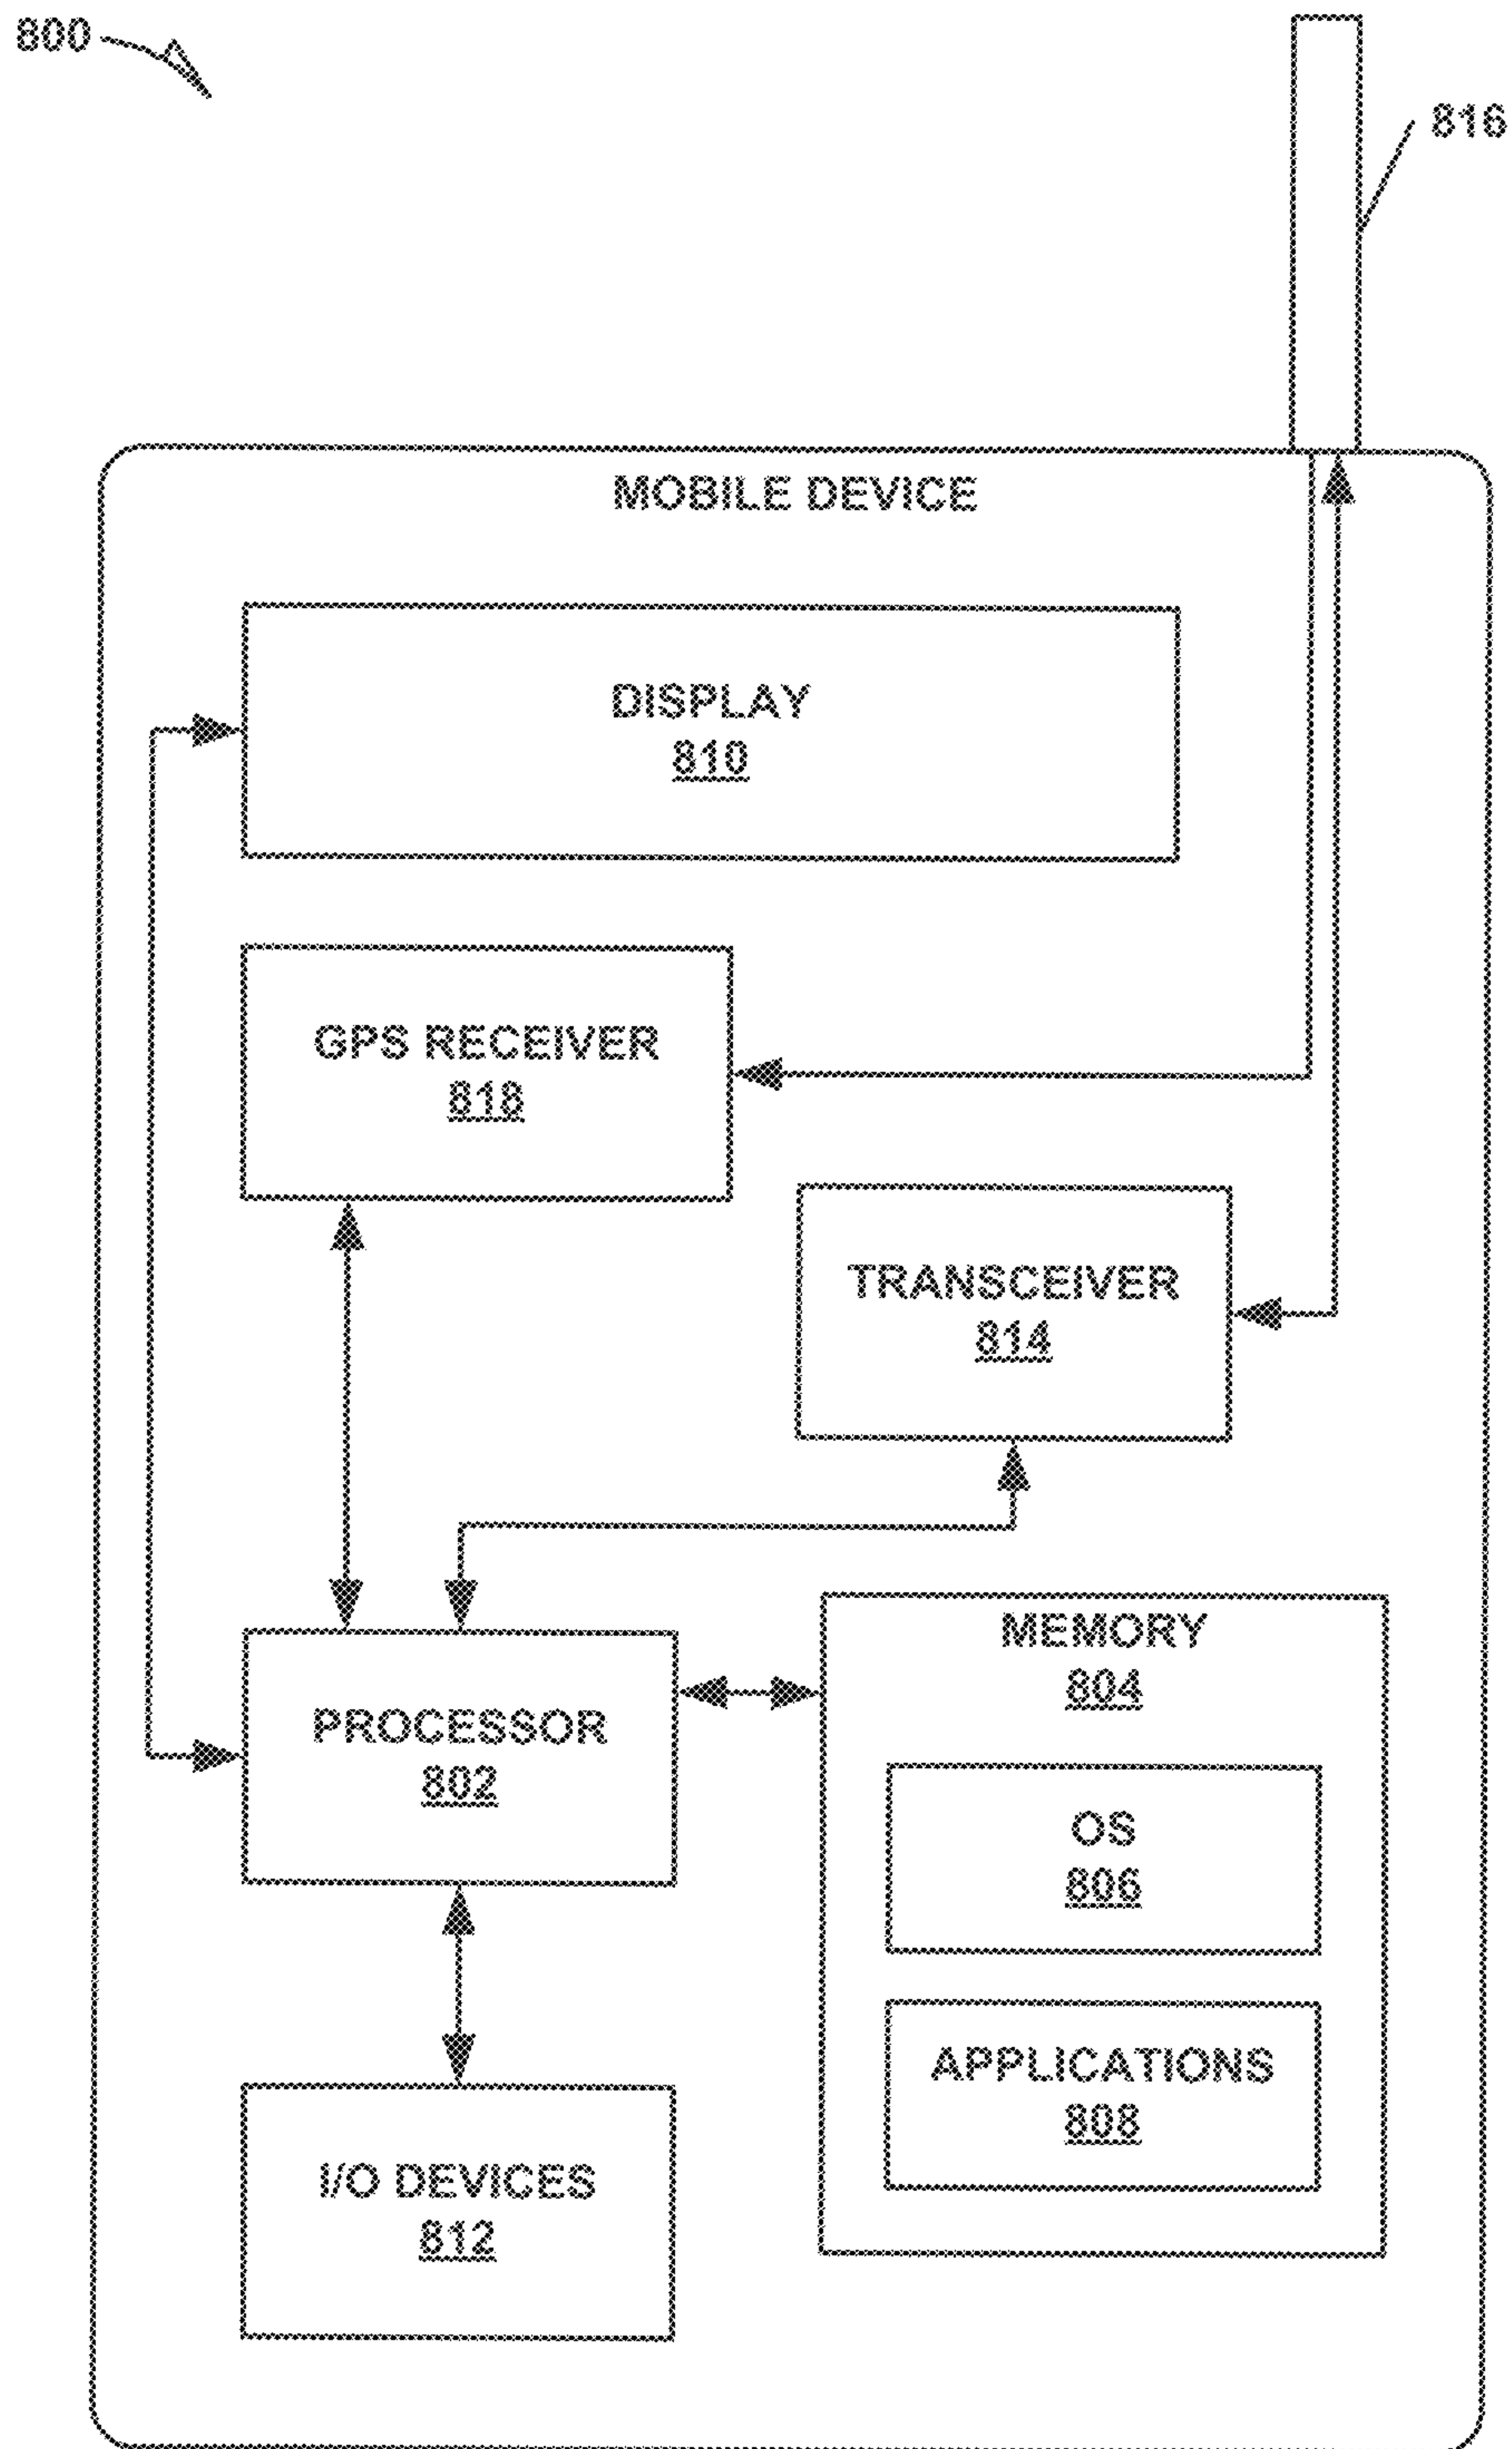 800
816
MOBILE DEVICE
DISPLAY
810
GPS RECEIVER
818
TRANSCEIVER
814
PROCESSOR
802
MEMORY
804
OS
806
APPLICATIONS
808
I/O DEVICES
812